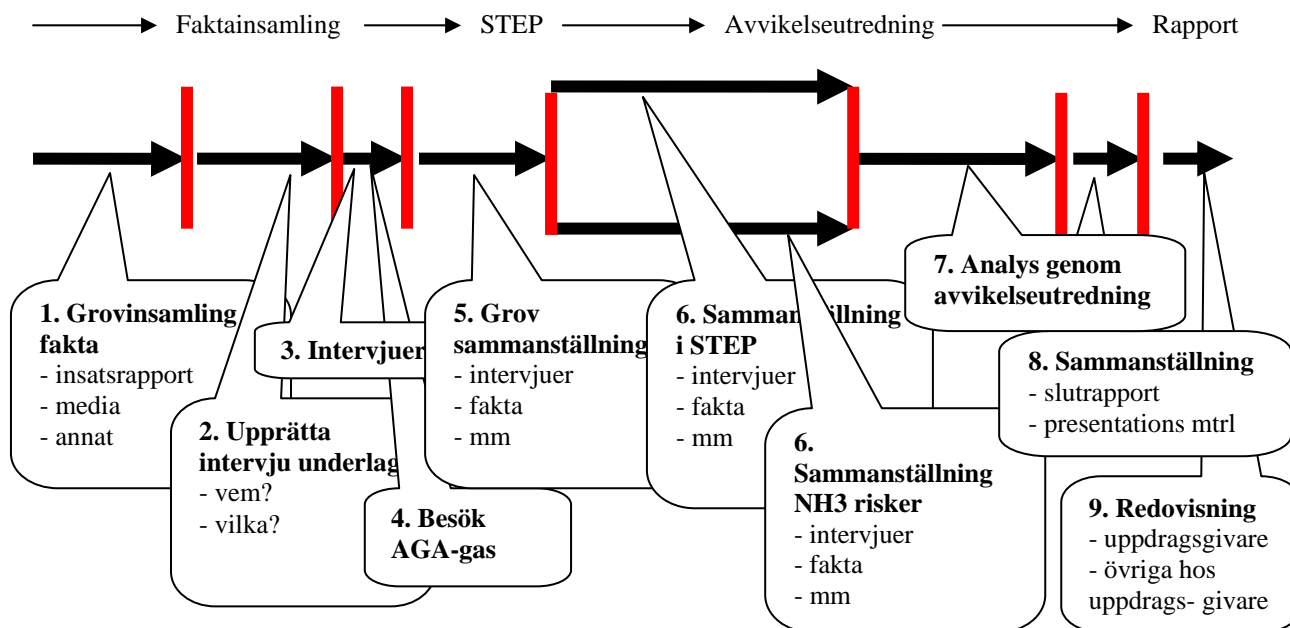 Faktainsamling STEP Avvikelseutredning Rapport
1. Grovinsamling
fakta
- insatsrapport
- media
- annat
2. Upprätta
intervju underlag
- vem?
- vilka?
3. Intervjuer
4. Besök
AGA-gas
5. Grov
sammanställning
- intervjuer
- fakta
- mm
6. Sammanställning
i STEP
- intervjuer
- fakta
- mm
6.
Sammanställning
NH3 risker
- intervjuer
- fakta
- mm
7. Analys genom
avvikelseutredning
8. Sammanställning
- slutrapport
- presentations mtrl
9. Redovisning
- uppdragsgivare
- övriga hos
uppdrags- givare